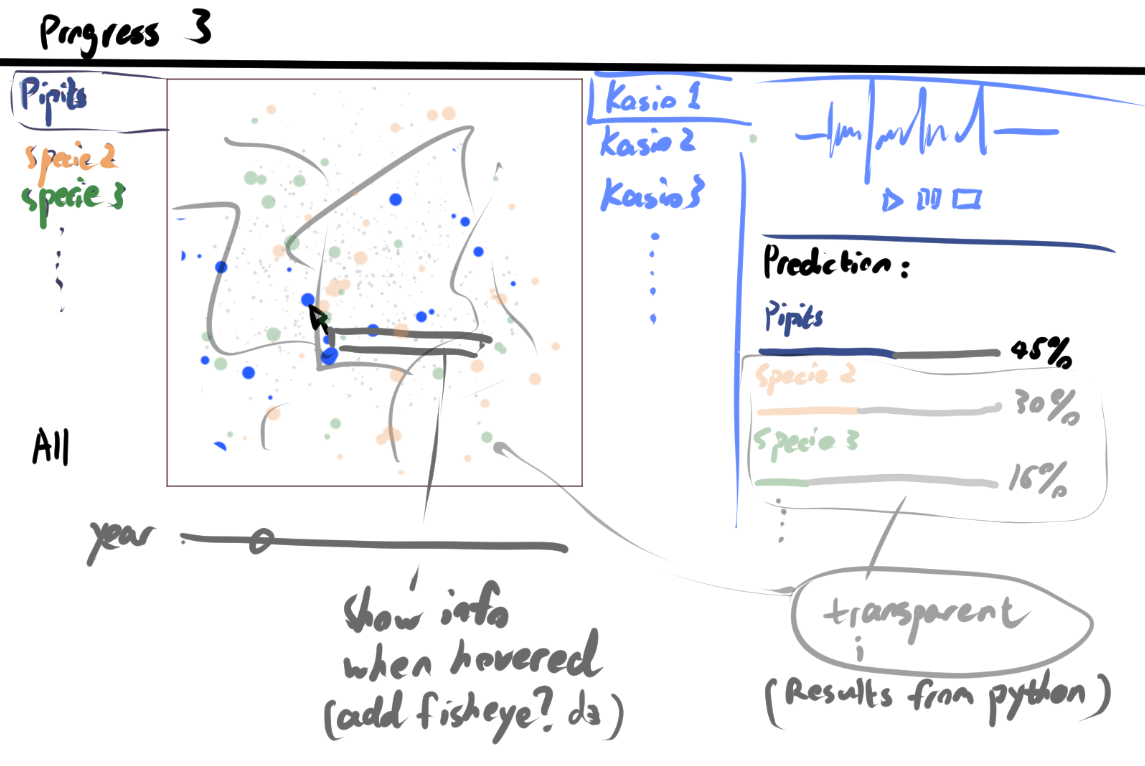 Progress 3
Pipits
Specie 2
Specie 3
All
year
Show info
when hovered
(add fisheye? d3)
Kasio 1
Kasio 2
Kasio 3
Prediction:
Pipits
45%
Specie 2
30%
Specie 3
16%
transparent
(Results from python)